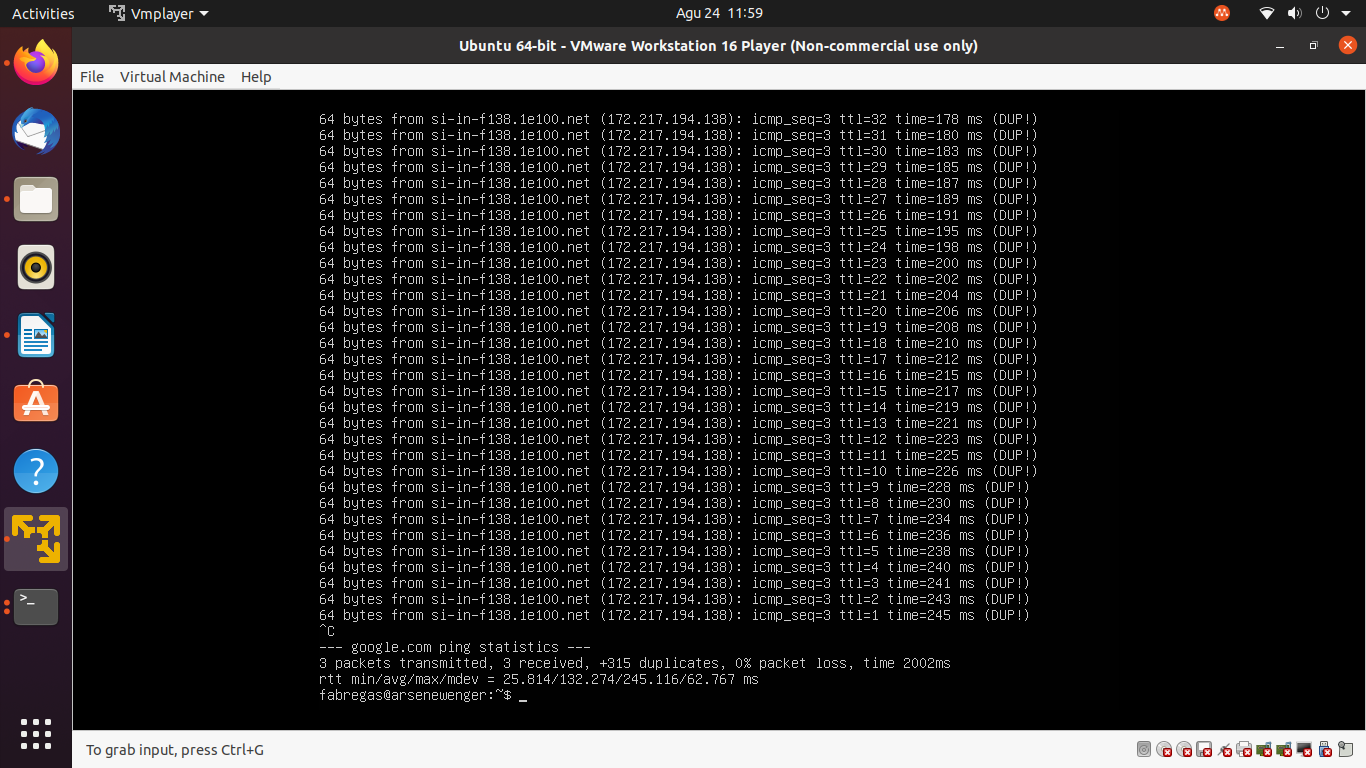 Activities
Vmplayer
Agu 24 11:59
Ubuntu 64-bit - VMware Workstation 16 Player (Non-commercial use only)
File Virtual Machine Help
64 bytes from si-in-f138.1e100.net (172.217.194.138): icmp_seq=3 ttl=32 time=178 ms (DUP!)
64 bytes from si-in-f138.1e100.net (172.217.194.138): icmp_seq=3 ttl=31 time=180 ms (DUP!)
64 bytes from si-in-f138.1e100.net (172.217.194.138): icmp_seq=3 ttl=30 time=183 ms (DUP!)
64 bytes from si-in-f138.1e100.net (172.217.194.138): icmp_seq=3 ttl=29 time=185 ms (DUP!)
64 bytes from si-in-f138.1e100.net (172.217.194.138): icmp_seq=3 ttl=28 time=187 ms (DUP!)
64 bytes from si-in-f138.1e100.net (172.217.194.138): icmp_seq=3 ttl=27 time=189 ms (DUP!)
64 bytes from si-in-f138.1e100.net (172.217.194.138): icmp_seq=3 ttl=26 time=191 ms (DUP!)
64 bytes from si-in-f138.1e100.net (172.217.194.138): icmp_seq=3 ttl=25 time=195 ms (DUP!)
64 bytes from si-in-f138.1e100.net (172.217.194.138): icmp_seq=3 ttl=24 time=198 ms (DUP!)
64 bytes from si-in-f138.1e100.net (172.217.194.138): icmp_seq=3 ttl=23 time=200 ms (DUP!)
64 bytes from si-in-f138.1e100.net (172.217.194.138): icmp_seq=3 ttl=22 time=202 ms (DUP!)
64 bytes from si-in-f138.1e100.net (172.217.194.138): icmp_seq=3 ttl=21 time=204 ms (DUP!)
64 bytes from si-in-f138.1e100.net (172.217.194.138): icmp_seq=3 ttl=20 time=206 ms (DUP!)
64 bytes from si-in-f138.1e100.net (172.217.194.138): icmp_seq=3 ttl=19 time=208 ms (DUP!)
64 bytes from si-in-f138.1e100.net (172.217.194.138): icmp_seq=3 ttl=18 time=210 ms (DUP!)
64 bytes from si-in-f138.1e100.net (172.217.194.138): icmp_seq=3 ttl=17 time=212 ms (DUP!)
64 bytes from si-in-f138.1e100.net (172.217.194.138): icmp_seq=3 ttl=16 time=215 ms (DUP!)
64 bytes from si-in-f138.1e100.net (172.217.194.138): icmp_seq=3 ttl=15 time=217 ms (DUP!)
64 bytes from si-in-f138.1e100.net (172.217.194.138): icmp_seq=3 ttl=14 time=219 ms (DUP!)
64 bytes from si-in-f138.1e100.net (172.217.194.138): icmp_seq=3 ttl=13 time=221 ms (DUP!)
64 bytes from si-in-f138.1e100.net (172.217.194.138): icmp_seq=3 ttl=12 time=223 ms (DUP!)
64 bytes from si-in-f138.1e100.net (172.217.194.138): icmp_seq=3 ttl=11 time=225 ms (DUP!)
64 bytes from si-in-f138.1e100.net (172.217.194.138): icmp_seq=3 ttl=10 time=226 ms (DUP!)
64 bytes from si-in-f138.1e100.net (172.217.194.138): icmp_seq=3 ttl=9 time=228 ms (DUP!)
64 bytes from si-in-f138.1e100.net (172.217.194.138): icmp_seq=3 ttl=8 time=230 ms (DUP!)
64 bytes from si-in-f138.1e100.net (172.217.194.138): icmp_seq=3 ttl=7 time=234 ms (DUP!)
64 bytes from si-in-f138.1e100.net (172.217.194.138): icmp_seq=3 ttl=6 time=236 ms (DUP!)
64 bytes from si-in-f138.1e100.net (172.217.194.138): icmp_seq=3 ttl=5 time=238 ms (DUP!)
64 bytes from si-in-f138.1e100.net (172.217.194.138): icmp_seq=3 ttl=4 time=240 ms (DUP!)
64 bytes from si-in-f138.1e100.net (172.217.194.138): icmp_seq=3 ttl=3 time=241 ms (DUP!)
64 bytes from si-in-f138.1e100.net (172.217.194.138): icmp_seq=3 ttl=2 time=243 ms (DUP!)
64 bytes from si-in-f138.1e100.net (172.217.194.138): icmp_seq=3 ttl=1 time=245 ms (DUP!)
^C
--- google.com ping statistics ---
3 packets transmitted, 3 received, +315 duplicates, 0% packet loss, time 2002ms
rtt min/avg/max/mdev = 25.814/132.274/245.116/62.767 ms
fabregas@arsenewenger:~$ _
To grab input, press Ctrl+G